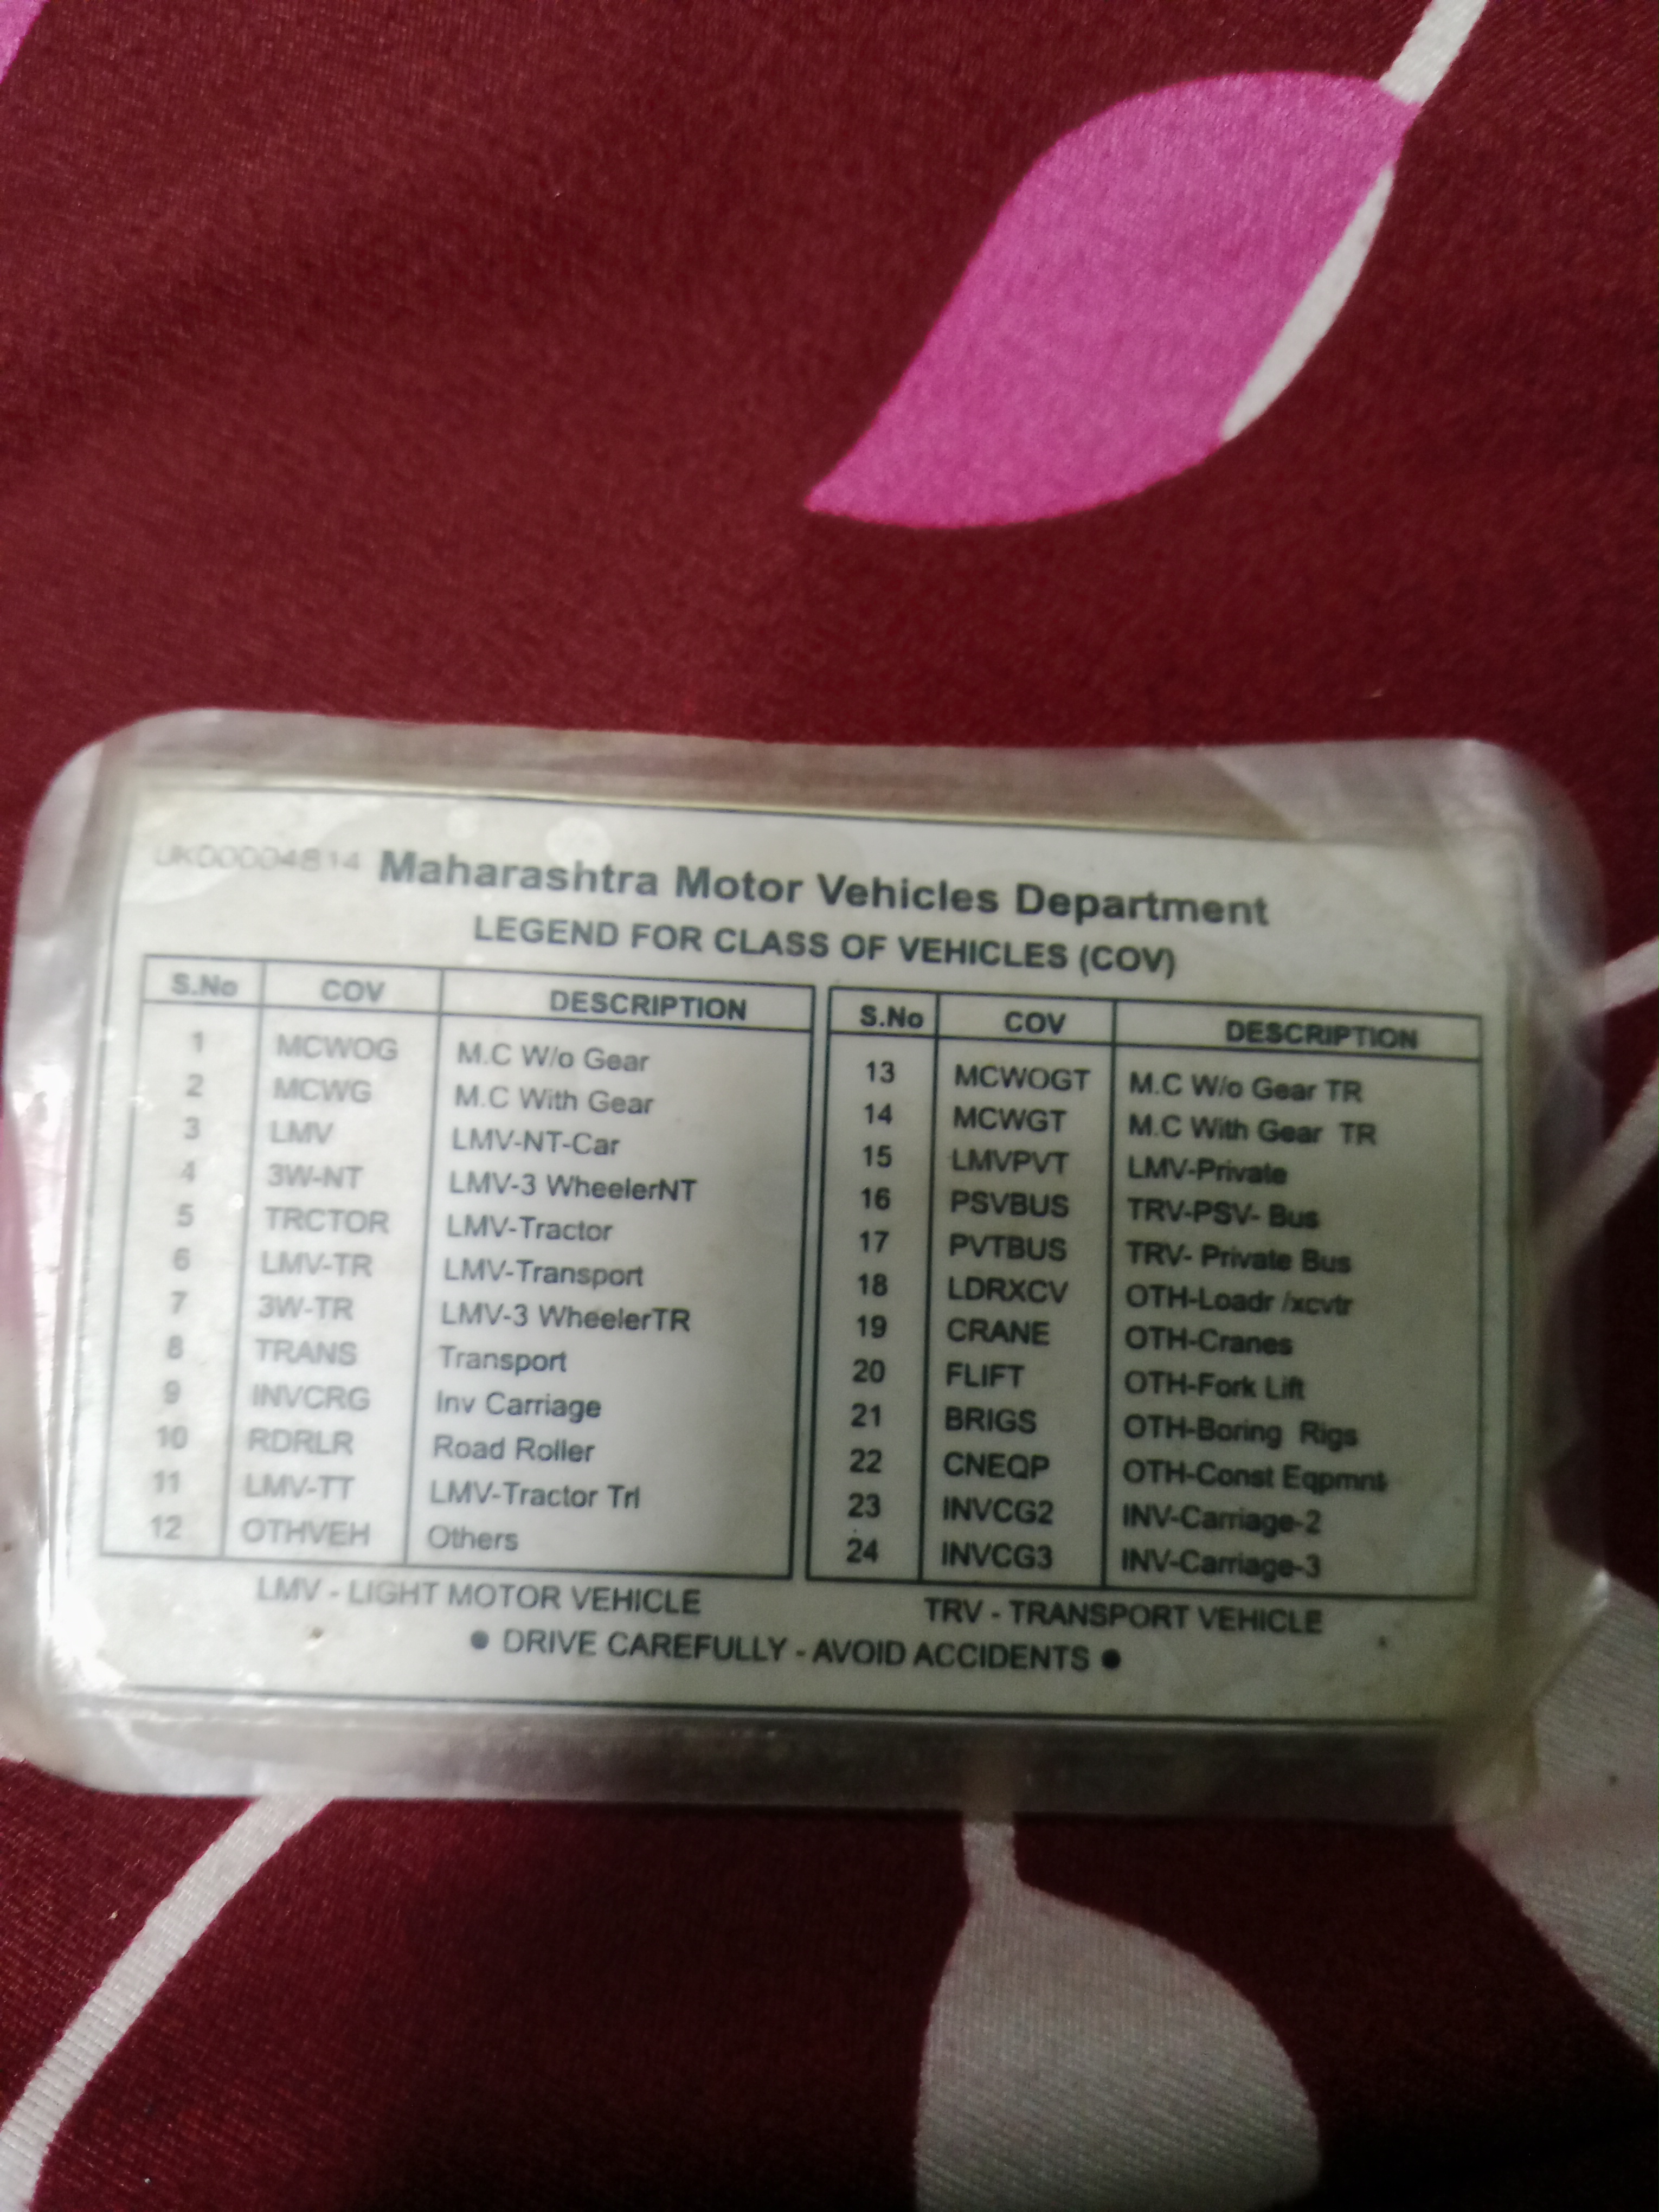 UK00004814 Maharashtra Motor Vehicles Department
LEGEND FOR CLASS OF VEHICLES (COV)
S.No COV DESCRIPTION
1 MCWOG M.C W/o Gear
2 MCWG M.C With Gear
3 LMV LMV-NT-Car
4 3W-NT LMV-3 WheelerNT
5 TRCTOR LMV-Tractor
6 LMV-TR LMV-Transport
7 3W-TR LMV-3 WheelerTR
8 TRANS Transport
9 INVCRG Inv Carriage
10 RDRLR Road Roller
11 LMV-TT LMV-Tractor Trl
12 OTHVEH Others
S.No COV DESCRIPTION
13 MCWOGT M.C W/o Gear TR
14 MCWGT M.C With Gear TR
15 LMVPVT LMV-Private
16 PSVBUS TRV-PSV- Bus
17 PVTBUS TRV- Private Bus
18 LDRXCV OTH-Loadr /xcvtr
19 CRANE OTH-Cranes
20 FLIFT OTH-Fork Lift
21 BRIGS OTH-Boring Rigs
22 CNEQP OTH-Const Eqpmnt
23 INVCG2 INV-Carriage-2
24 INVCG3 INV-Carriage-3
LMV - LIGHT MOTOR VEHICLE TRV - TRANSPORT VEHICLE
● DRIVE CAREFULLY - AVOID ACCIDENTS ●